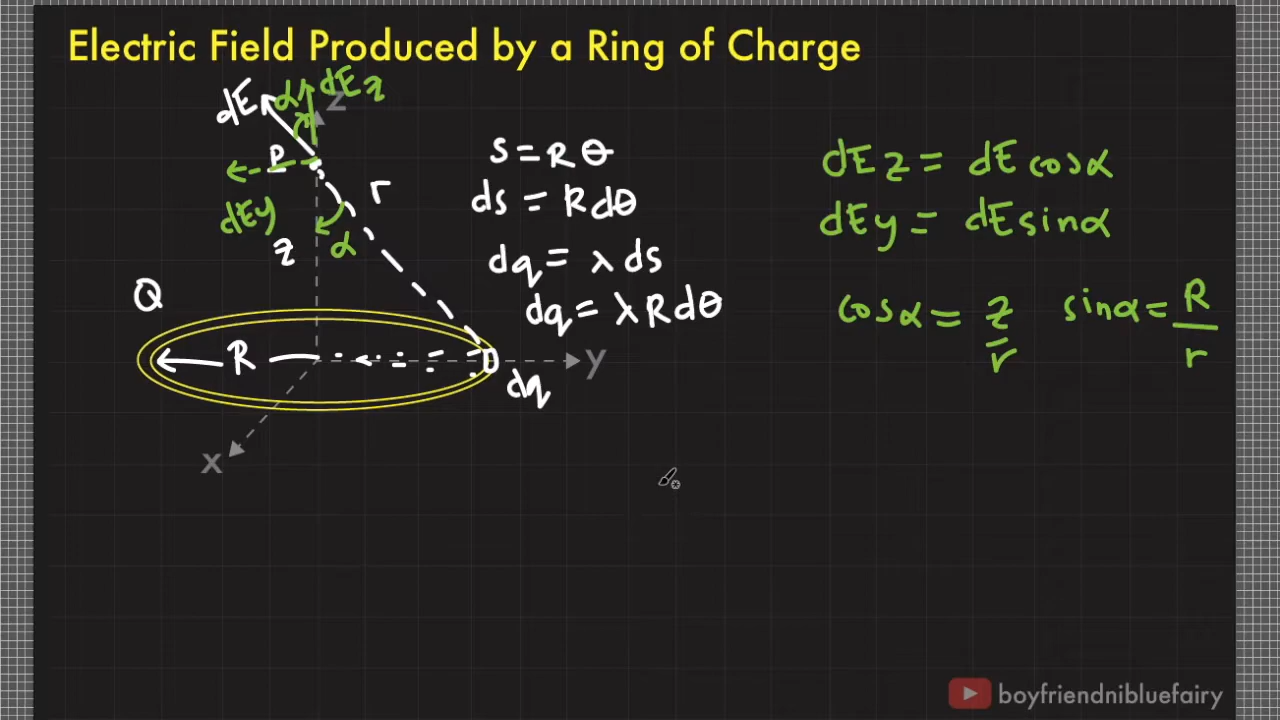 Electric Field Produced by a Ring of Charge
dE α dEz z
P
dEy z α r
Q
R
dq
y
x
s = Rθ
ds = Rdθ
dq = λ ds
dq = λ R dθ
dEz = dE cosα
dEy = dE sinα
cosα = z/r sinα = R/r
boyfriendnibluefairy